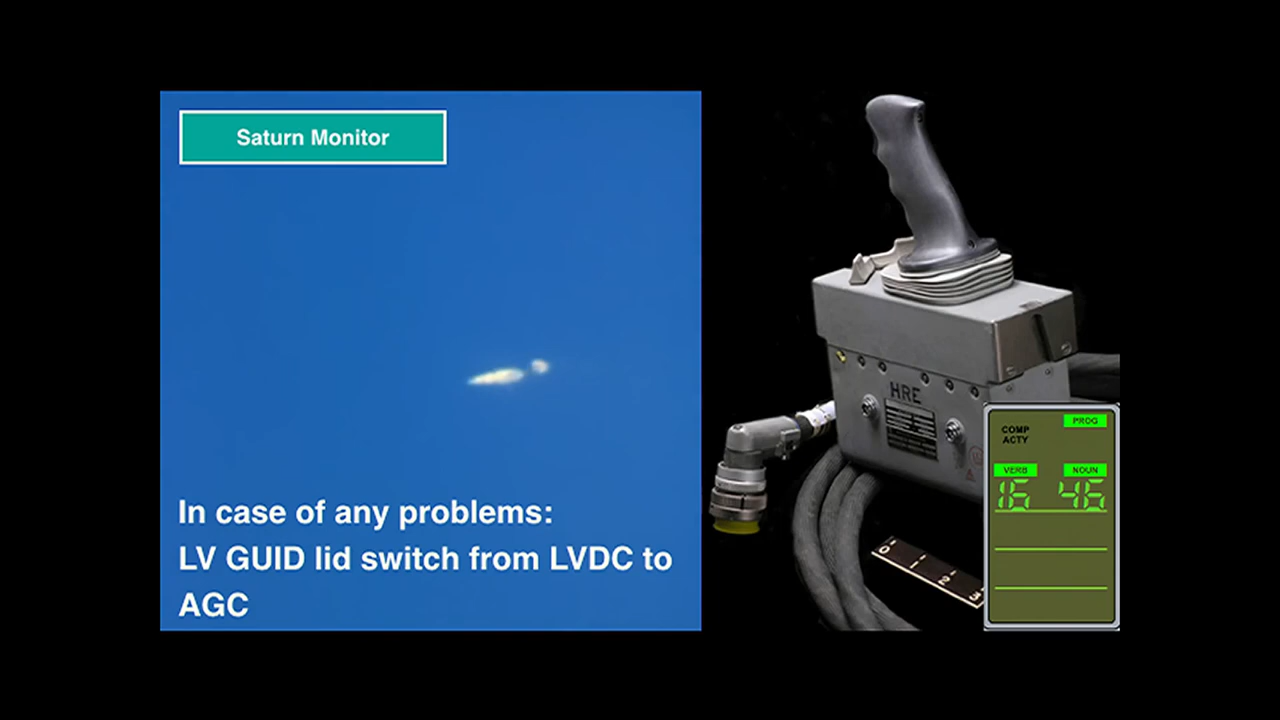 Saturn Monitor
In case of any problems:
LV GUID lid switch from LVDC to
AGC
HRE
COMP
ACTY
PROG
VERB
NOUN
16
46
0
1
2
3